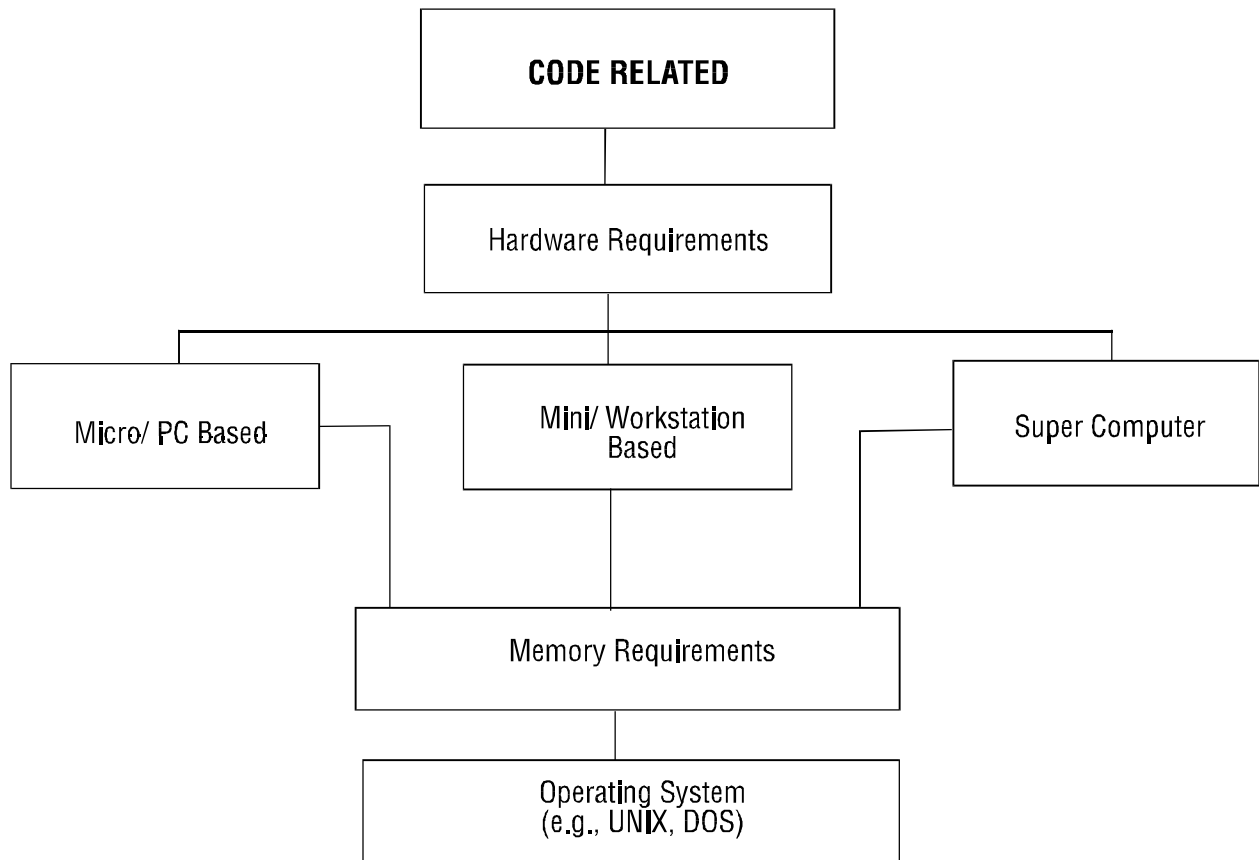 CODE RELATED
Hardware Requirements
Micro/ PC Based
Mini/ Workstation
Based
Super Computer
Memory Requirements
Operating System
(e.g., UNIX, DOS)